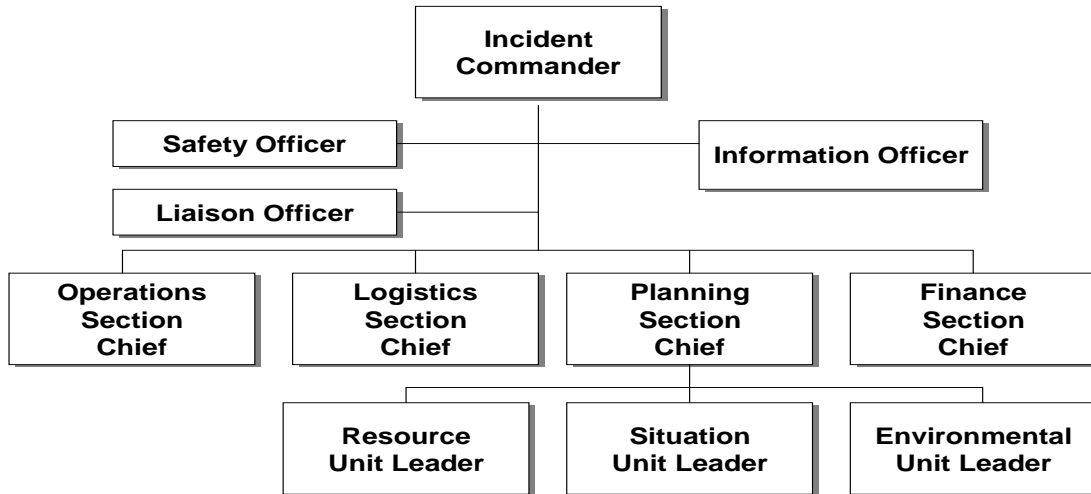 Incident
Commander
Safety Officer
Information Officer
Liaison Officer
Operations
Section
Chief
Logistics
Section
Chief
Planning
Section
Chief
Finance
Section
Chief
Resource
Unit Leader
Situation
Unit Leader
Environmental
Unit Leader